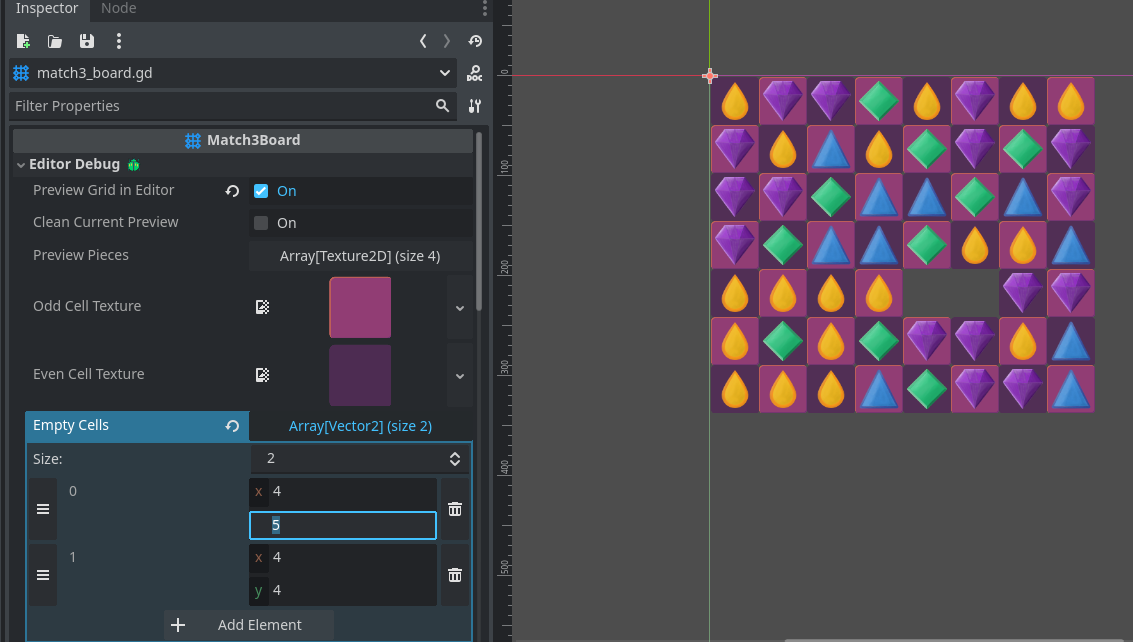 Inspector Node
match3_board.gd
Filter Properties
Match3Board
Editor Debug
Preview Grid in Editor On
Clean Current Preview On
Preview Pieces Array[Texture2D] (size 4)
Odd Cell Texture
Even Cell Texture
Empty Cells Array[Vector2] (size 2)
Size: 2
0 x 4
5
1 x 4
y 4
Add Element
0
100
200
300
400
500